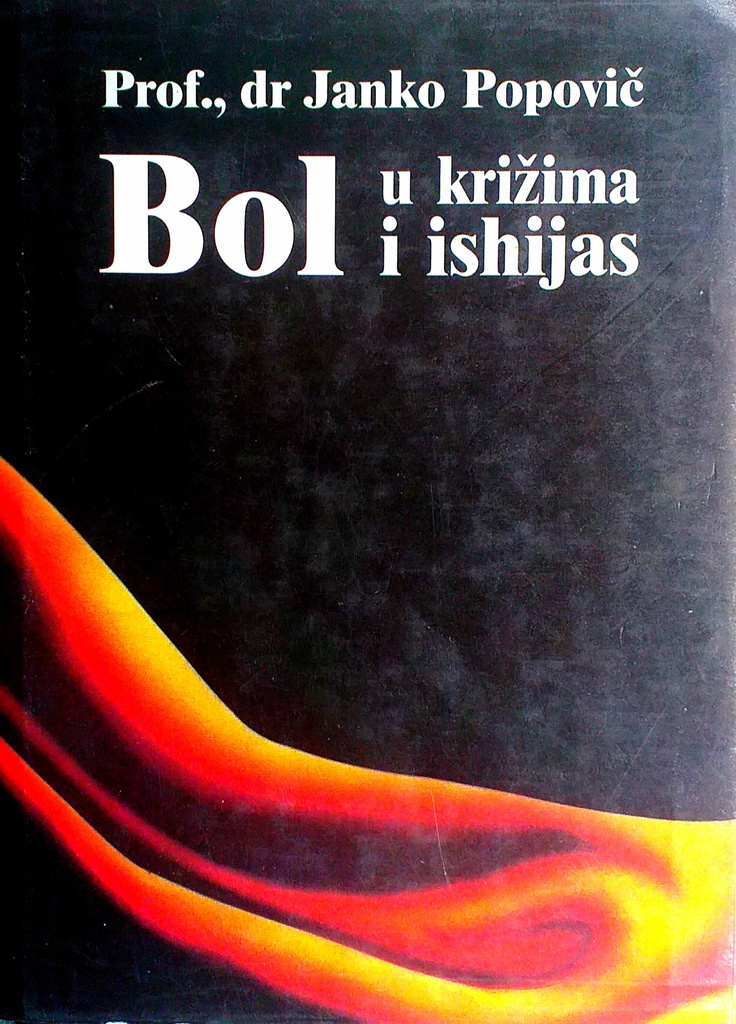 Prof., dr Janko Popovič
Bol u križima
i ishijas